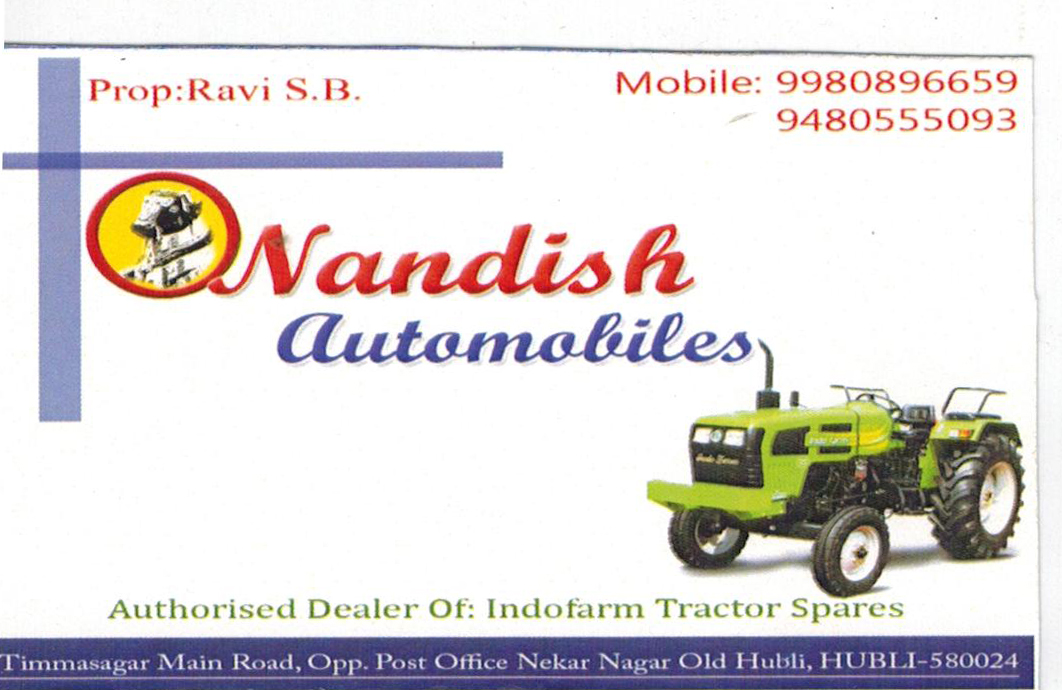 Prop:Ravi S.B.
Mobile: 9980896659
9480555093
Nandish
Automobiles
Authorised Dealer Of: Indofarm Tractor Spares
Timmasagar Main Road, Opp. Post Office Nekar Nagar Old Hubli, HUBLI-580024